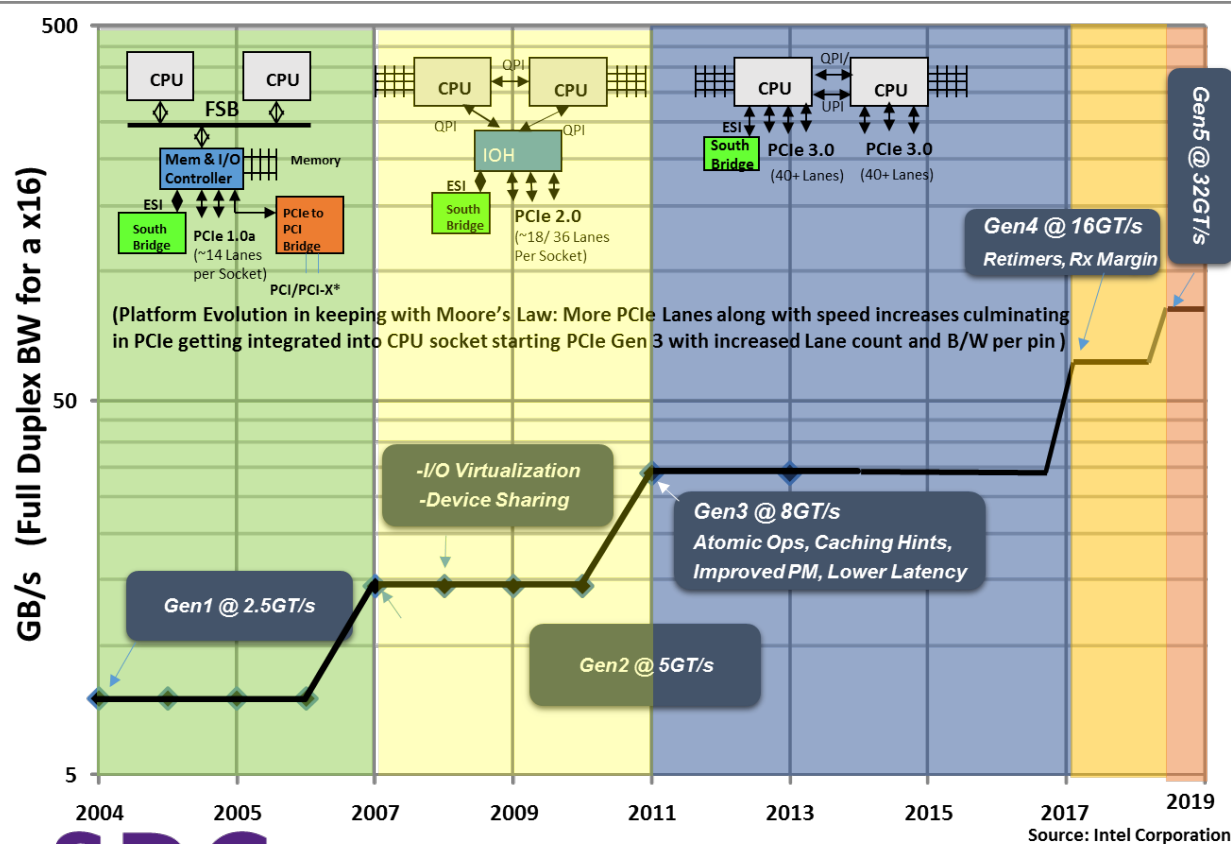 500
50
5
GB/s (Full Duplex BW for a x16)
CPU
CPU
FSB
Mem & I/O
Controller
Memory
ESI
South
Bridge
PCIe 1.0a
(~14 Lanes
per Socket)
PCIe to
PCI
Bridge
PCI/PCI-X*
QPI
CPU
CPU
QPI
QPI
IOH
ESI
South
Bridge
PCIe 2.0
(~18/ 36 Lanes
Per Socket)
QPI/
CPU
CPU
UPI
ESI
South
Bridge
PCIe 3.0
(40+ Lanes)
PCIe 3.0
(40+ Lanes)
Gen5 @ 32GT/s
Gen4 @ 16GT/s
Retimers, Rx Margin
(Platform Evolution in keeping with Moore's Law: More PCIe Lanes along with speed increases culminating
in PCIe getting integrated into CPU socket starting PCIe Gen 3 with increased Lane count and B/W per pin )
-I/O Virtualization
-Device Sharing
Gen3 @ 8GT/s
Atomic Ops, Caching Hints,
Improved PM, Lower Latency
Gen1 @ 2.5GT/s
Gen2 @ 5GT/s
2004
2005
2007
2009
2011
2013
2015
2017
2019
Source: Intel Corporation